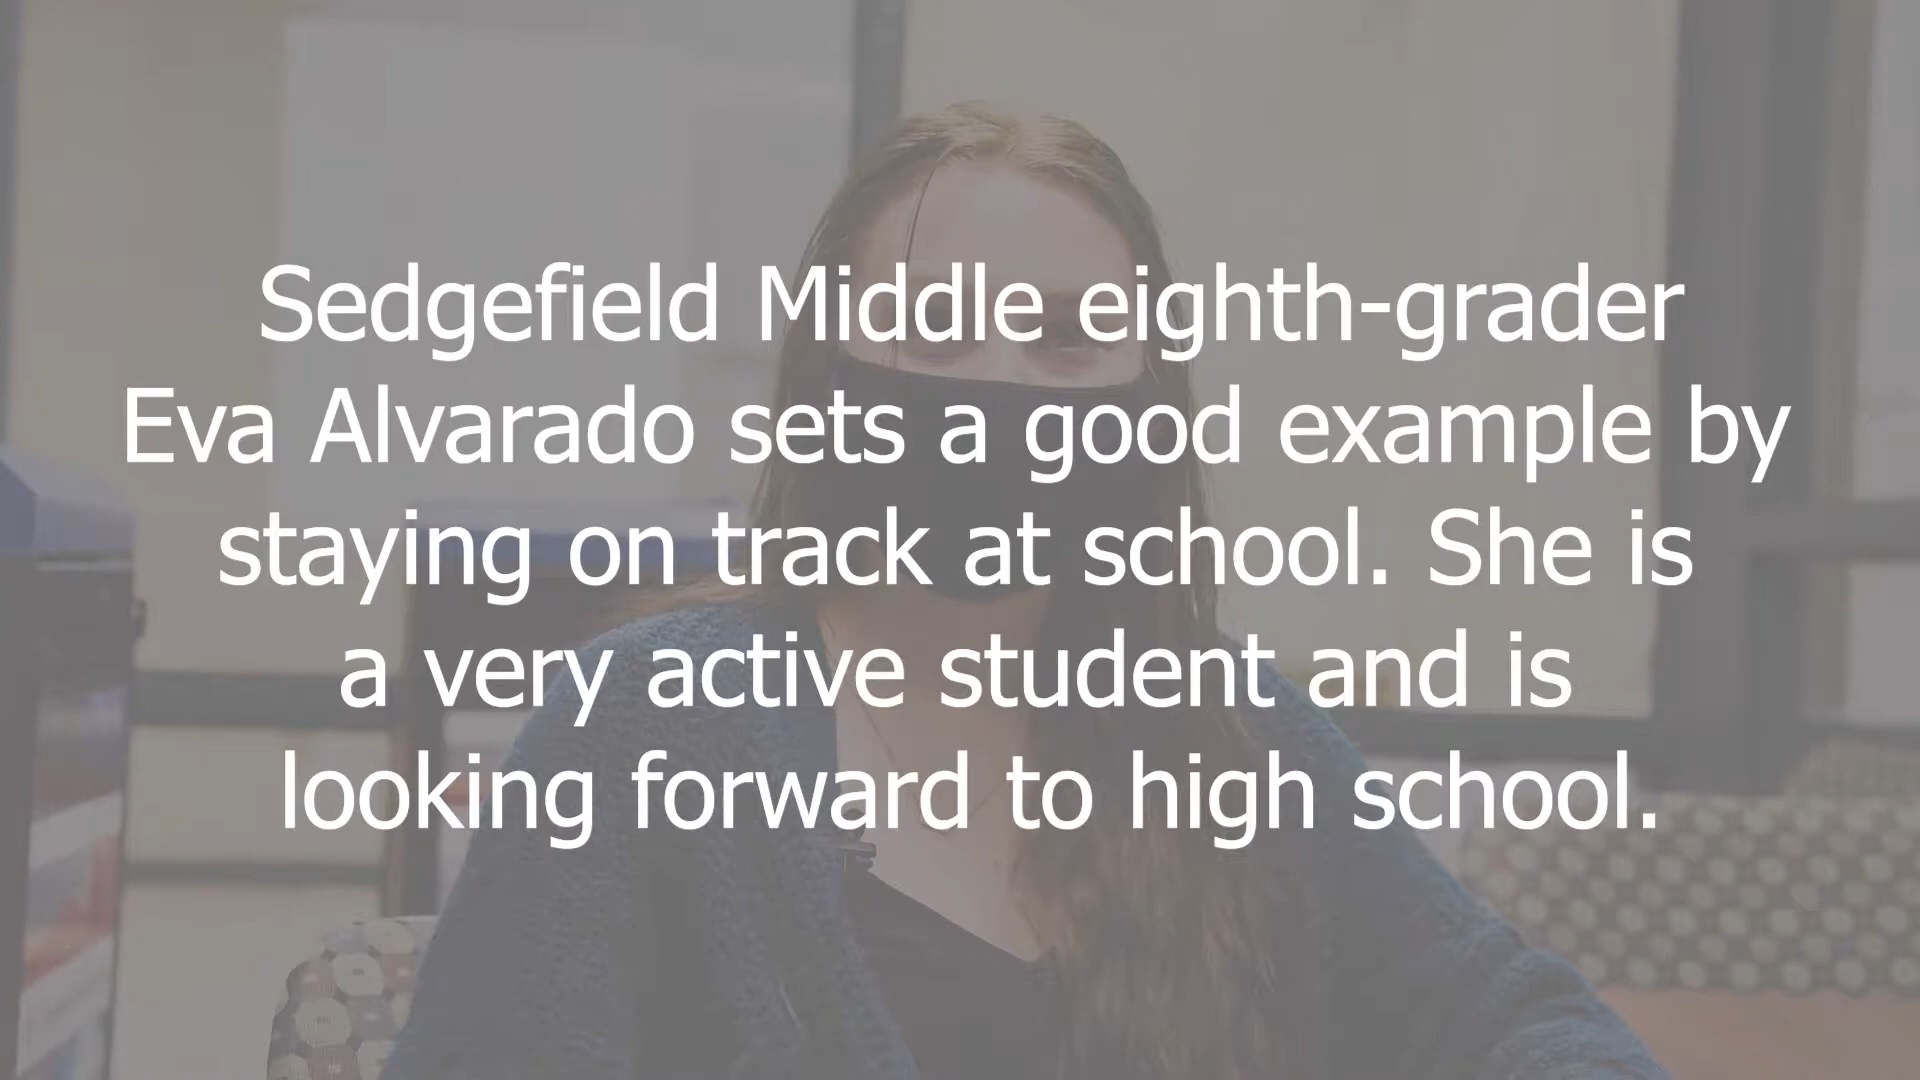 Sedgefield Middle eighth-grader
Eva Alvarado sets a good example by
staying on track at school. She is
a very active student and is
looking forward to high school.